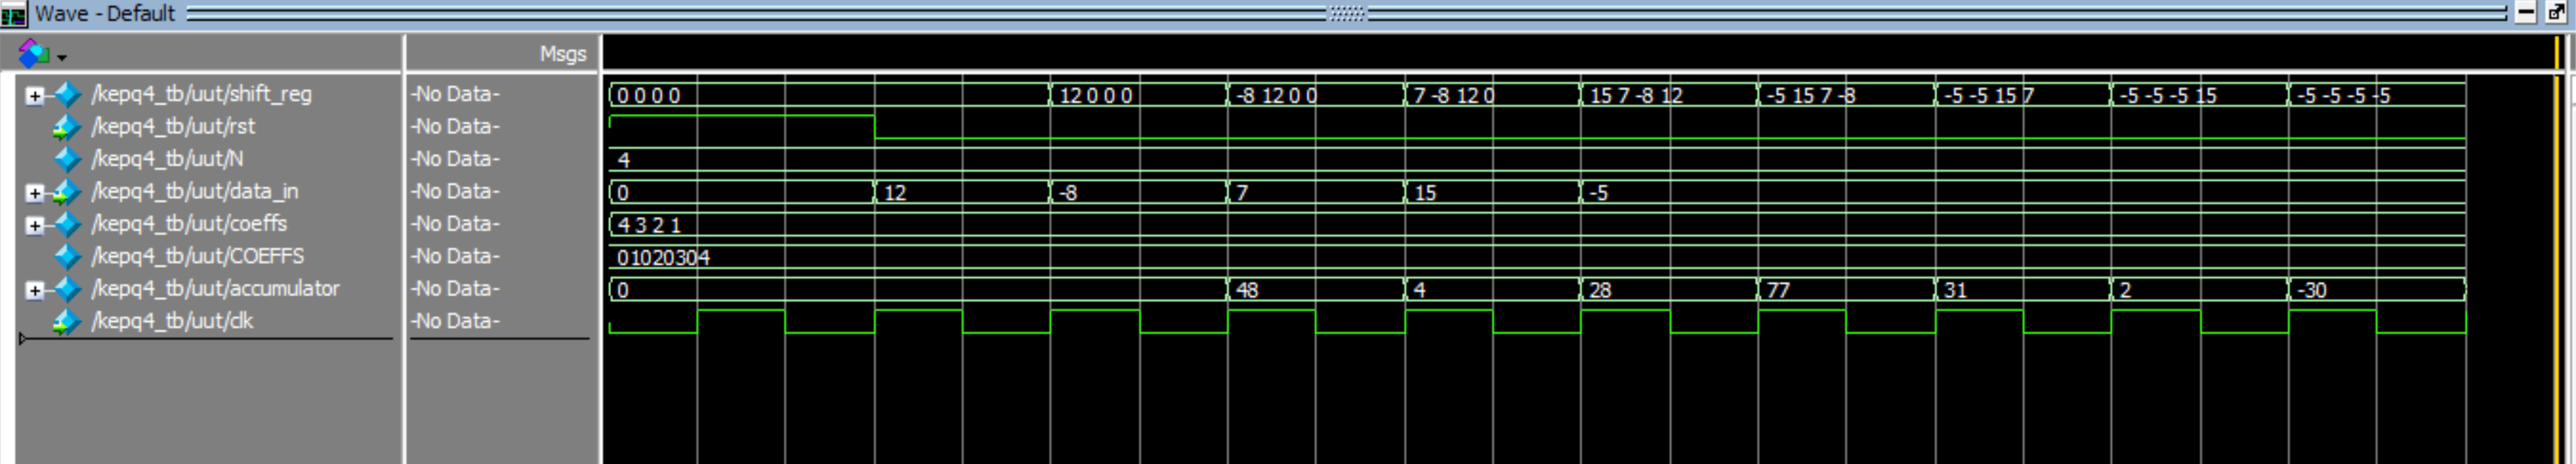 Wave - Default
Msgs
/kepq4_tb/uut/shift_reg -No Data- 0 0 0 0 12 0 0 0 -8 12 0 0 7 -8 12 0 15 7 -8 12 -5 15 7 -8 -5 -5 15 7 -5 -5 -5 15 -5 -5 -5 -5
/kepq4_tb/uut/rst -No Data-
/kepq4_tb/uut/N -No Data- 4
/kepq4_tb/uut/data_in -No Data- 0 12 -8 7 15 -5
/kepq4_tb/uut/coeffs -No Data- 4 3 2 1
/kepq4_tb/uut/COEFFS -No Data- 01020304
/kepq4_tb/uut/accumulator -No Data- 0 48 4 28 77 31 2 -30
/kepq4_tb/uut/clk -No Data-